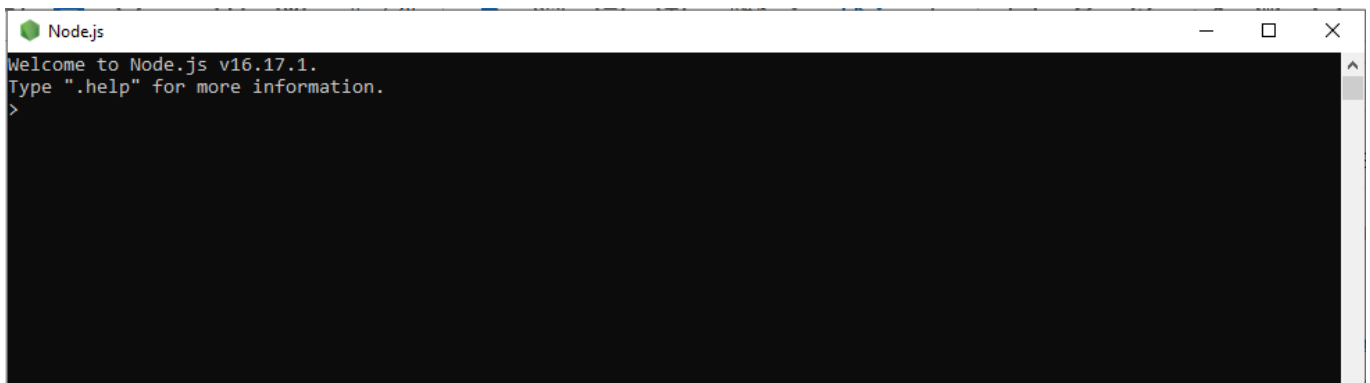 Node.js
Welcome to Node.js v16.17.1.
Type ".help" for more information.
>